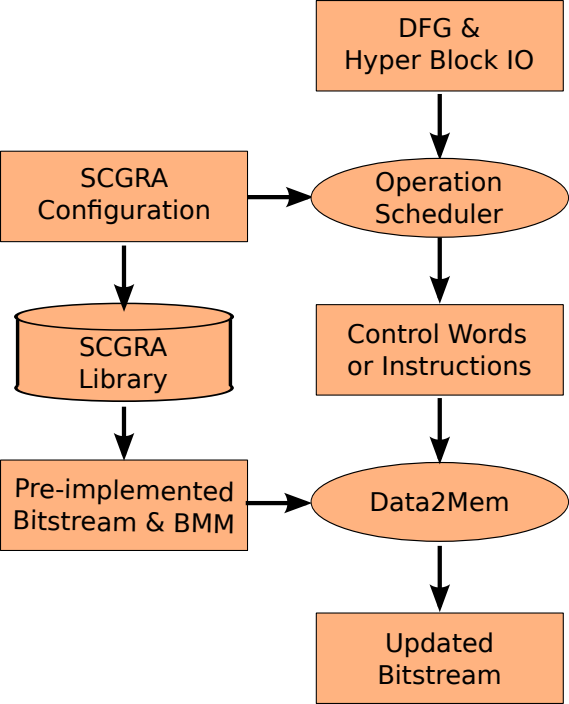 DFG &
Hyper Block IO
SCGRA
Configuration
Operation
Scheduler
SCGRA
Library
Control Words
or Instructions
Pre-implemented
Bitstream & BMM
Data2Mem
Updated
Bitstream